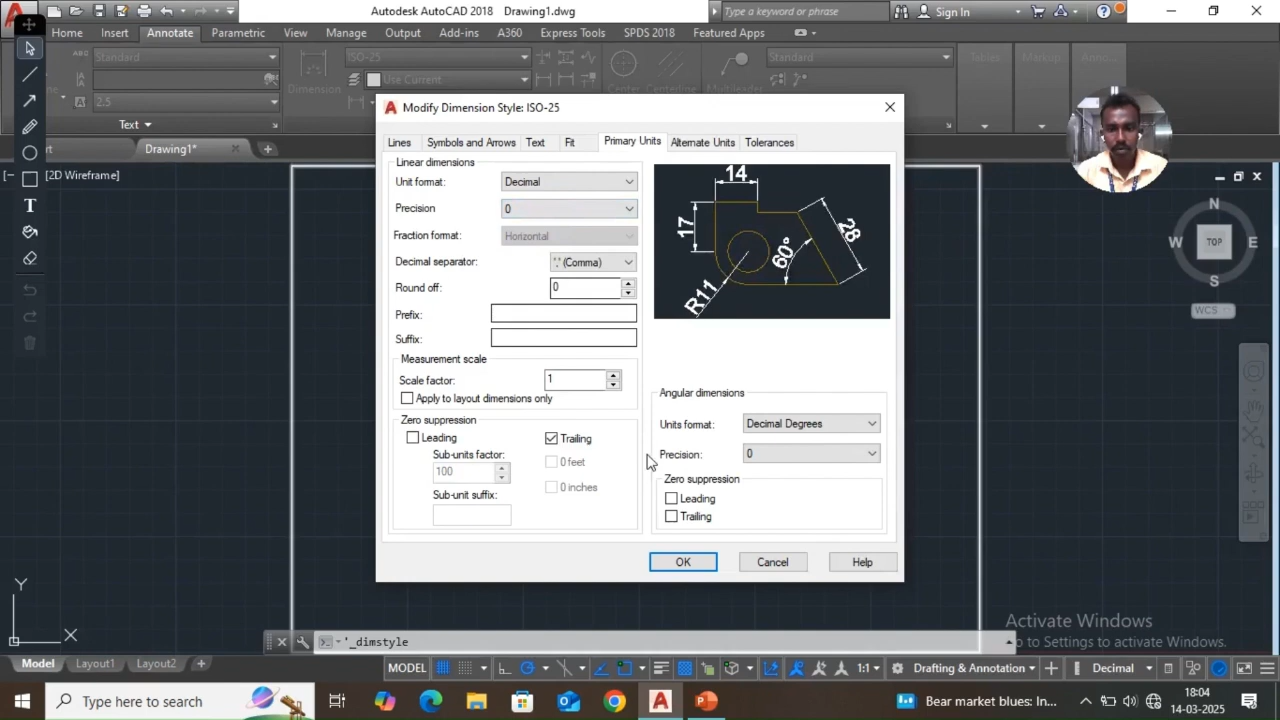 Autodesk AutoCAD 2018 Drawing1.dwg
Type a keyword or phrase
Sign In
Home Insert Annotate Parametric View Manage Output Add-ins A360 Express Tools SPDS 2018 Featured Apps
Standard
ISO-25
Standard
Use Current
2.5
Dimension
Center
Centerline
Multileader
Tables
Markup
Text
Drawing1*
[2D Wireframe]
Modify Dimension Style: ISO-25
Lines Symbols and Arrows Text Fit Primary Units Alternate Units Tolerances
Linear dimensions
Unit format: Decimal
Precision 0
Fraction format: Horizontal
Decimal separator: ',' (Comma)
Round off: 0
Prefix:
Suffix:
Measurement scale
Scale factor: 1
Apply to layout dimensions only
Zero suppression
Leading
Trailing
Sub-units factor:
0 feet
100
0 inches
Sub-unit suffix:
14
17
28
60°
R11
Angular dimensions
Units format: Decimal Degrees
Precision: 0
Zero suppression
Leading
Trailing
OK Cancel Help
N
W TOP E
S
WCS
Y
X
Activate Windows
o to Settings to activate Windows.
'_dimstyle
Model Layout1 Layout2 +
MODEL 1:1 Drafting & Annotation Decimal
Type here to search
Bear market blues: In...
18:04
14-03-2025